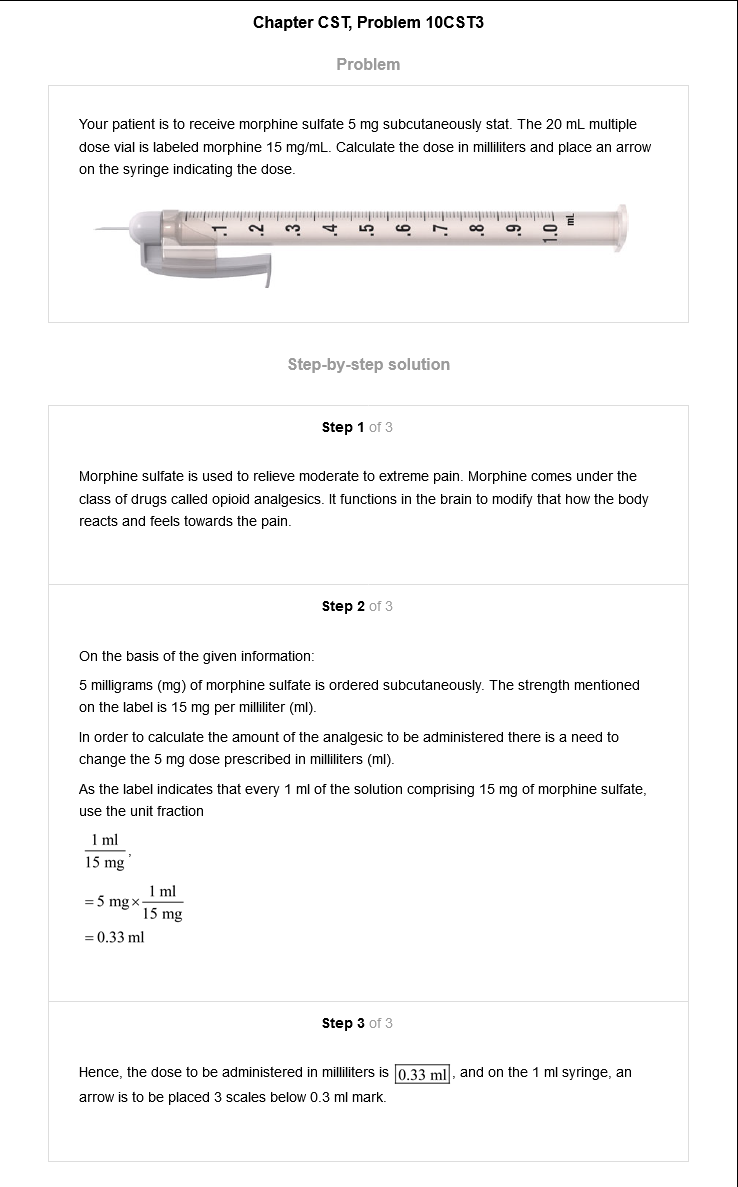 Chapter CST, Problem 10CST3
Problem
Your patient is to receive morphine sulfate 5 mg subcutaneously stat. The 20 mL multiple
dose vial is labeled morphine 15 mg/mL. Calculate the dose in milliliters and place an arrow
on the syringe indicating the dose.
.1 .2 .3 .4 .5 .6 .7 .8 .9 1.0 mL
Step-by-step solution
Step 1 of 3
Morphine sulfate is used to relieve moderate to extreme pain. Morphine comes under the
class of drugs called opioid analgesics. It functions in the brain to modify that how the body
reacts and feels towards the pain.
Step 2 of 3
On the basis of the given information:
5 milligrams (mg) of morphine sulfate is ordered subcutaneously. The strength mentioned
on the label is 15 mg per milliliter (ml).
In order to calculate the amount of the analgesic to be administered there is a need to
change the 5 mg dose prescribed in milliliters (ml).
As the label indicates that every 1 ml of the solution comprising 15 mg of morphine sulfate,
use the unit fraction
1 ml
15 mg ,
1 ml
= 5 mg ×
15 mg
= 0.33 ml
Step 3 of 3
Hence, the dose to be administered in milliliters is 0.33 ml , and on the 1 ml syringe, an
arrow is to be placed 3 scales below 0.3 ml mark.